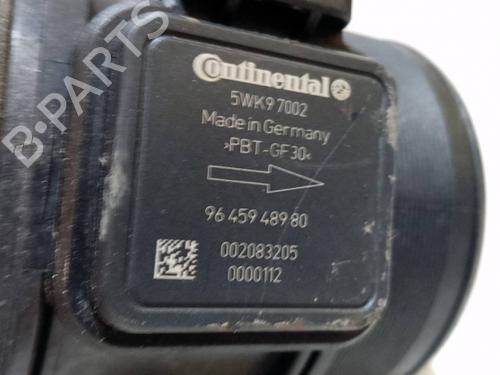 Continental
5WK9 7002
Made in Germany
>PBT-GF30<
96 459 489 80
002083205
0000112
B-PARTS